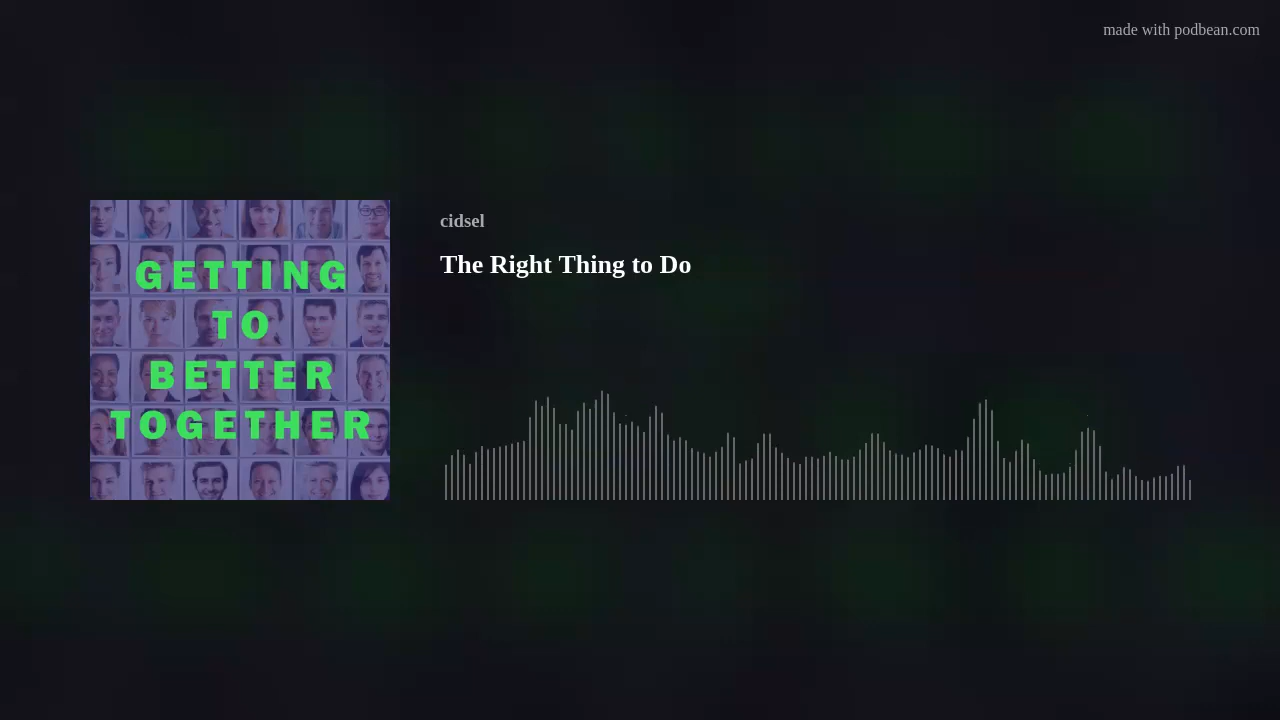 made with podbean.com
GETTING
TO
BETTER
TOGETHER
cidsel
The Right Thing to Do